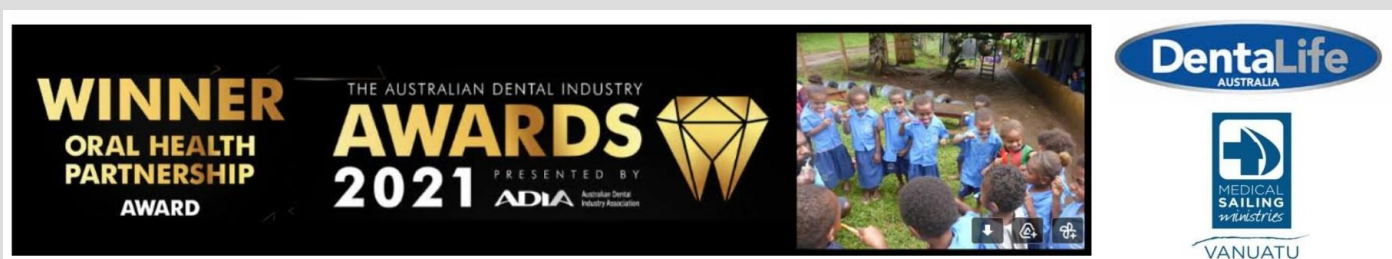 WINNER
ORAL HEALTH
PARTNERSHIP
AWARD
THE AUSTRALIAN DENTAL INDUSTRY
AWARDS
2021
PRESENTED BY
ADIA
Australian Dental
Industry Association
DentaLife
AUSTRALIA
MEDICAL
SAILING
ministries
VANUATU